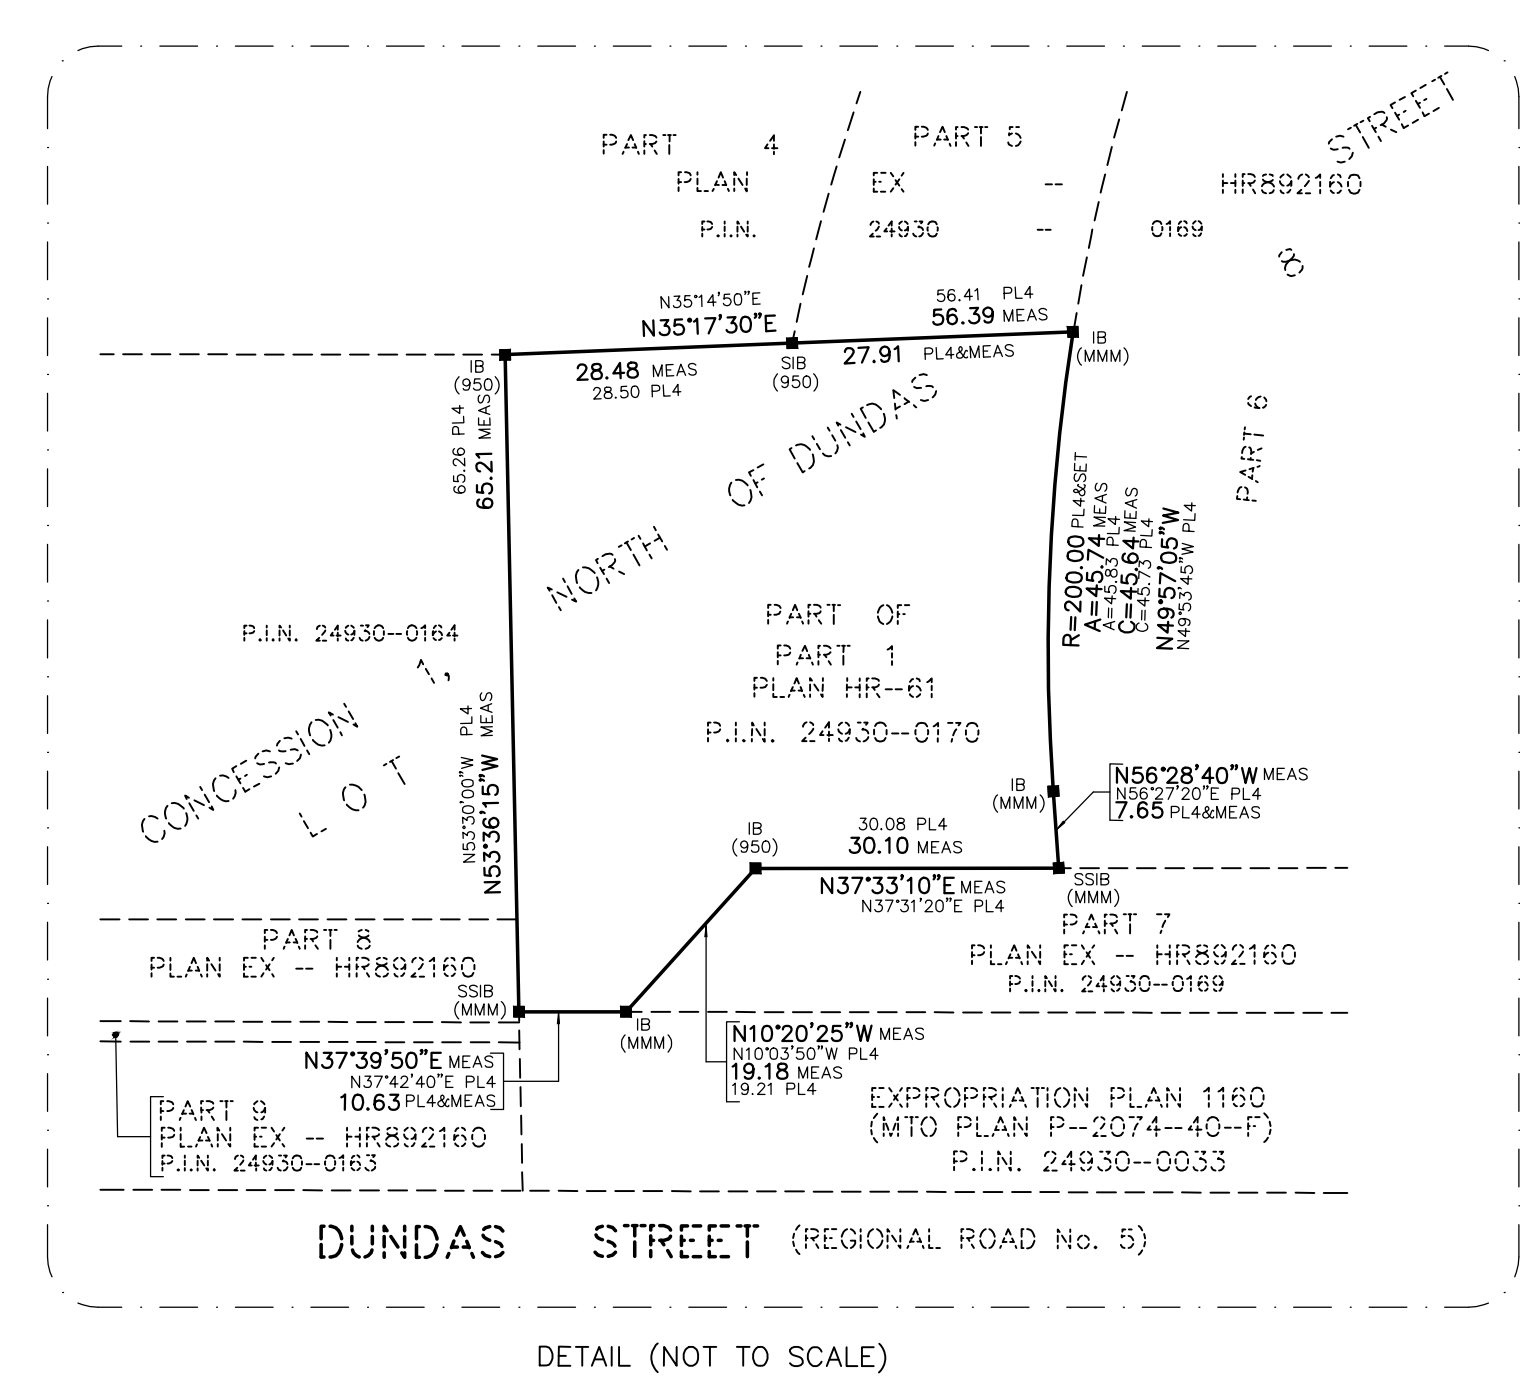 STREET
PART 4
PART 5
PLAN EX -- HR892160
P.I.N. 24930 -- 0169
&
N35°14'50"E
N35°17'30"E
56.41 PL4
56.39 MEAS
IB
(950)
28.48 MEAS
28.50 PL4
SIB
(950)
27.91 PL4&MEAS
IB
(MMM)
65.26 PL4
65.21 MEAS
NORTH OF DUNDAS
PART 6
R=200.00 PL4&SET
A=45.74 MEAS
A=45.83 PL4
C=45.64 MEAS
C=45.73 PL4
N49°57'05"W
N49°53'45"W PL4
P.I.N. 24930--0164
CONCESSION 1,
LOT
PART OF
PART 1
PLAN HR--61
P.I.N. 24930--0170
N53°30'00"W PL4
N53°36'15"W MEAS
IB
(MMM)
N56°28'40"W MEAS
N56°27'20"E PL4
7.65 PL4&MEAS
IB
(950)
30.08 PL4
30.10 MEAS
N37°33'10"E MEAS
N37°31'20"E PL4
SSIB
(MMM)
PART 7
PLAN EX -- HR892160
P.I.N. 24930--0169
PART 8
PLAN EX -- HR892160
SSIB
(MMM)
IB
(MMM)
N37°39'50"E MEAS
N37°42'40"E PL4
10.63 PL4&MEAS
N10°20'25"W MEAS
N10°03'50"W PL4
19.18 MEAS
19.21 PL4
PART 9
PLAN EX -- HR892160
P.I.N. 24930--0163
EXPROPRIATION PLAN 1160
(MTO PLAN P--2074--40--F)
P.I.N. 24930--0033
DUNDAS STREET (REGIONAL ROAD No. 5)
DETAIL (NOT TO SCALE)